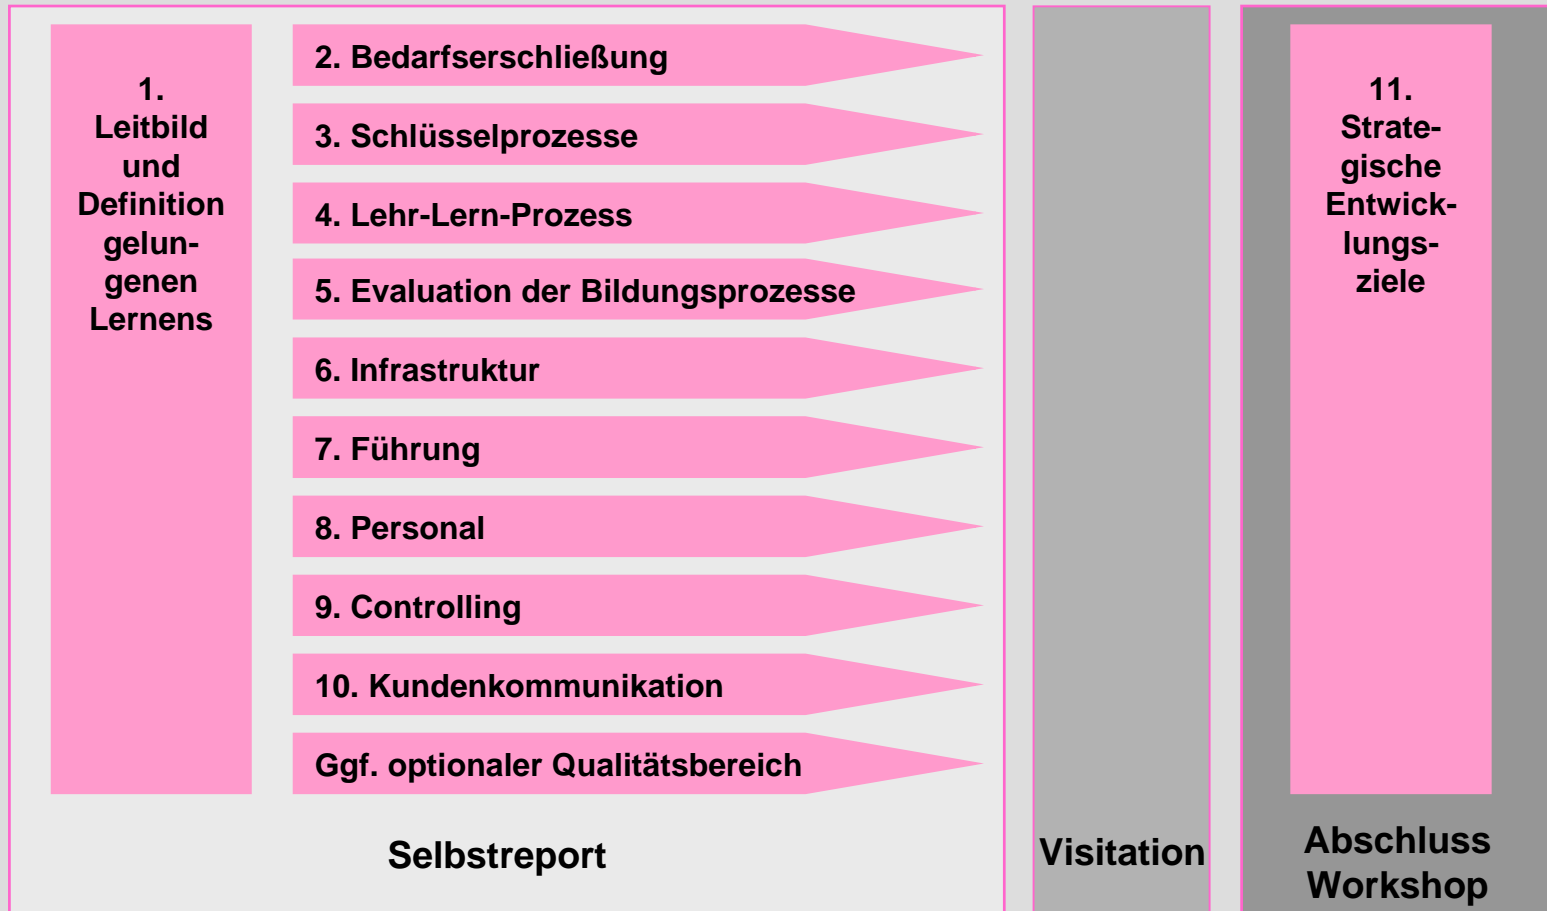 1.
Leitbild
und
Definition
gelun-
genen
Lernens
2. Bedarfserschließung
3. Schlüsselprozesse
4. Lehr-Lern-Prozess
5. Evaluation der Bildungsprozesse
6. Infrastruktur
7. Führung
8. Personal
9. Controlling
10. Kundenkommunikation
Ggf. optionaler Qualitätsbereich
Selbstreport
Visitation
11.
Strate-
gische
Entwick-
lungs-
ziele
Abschluss
Workshop